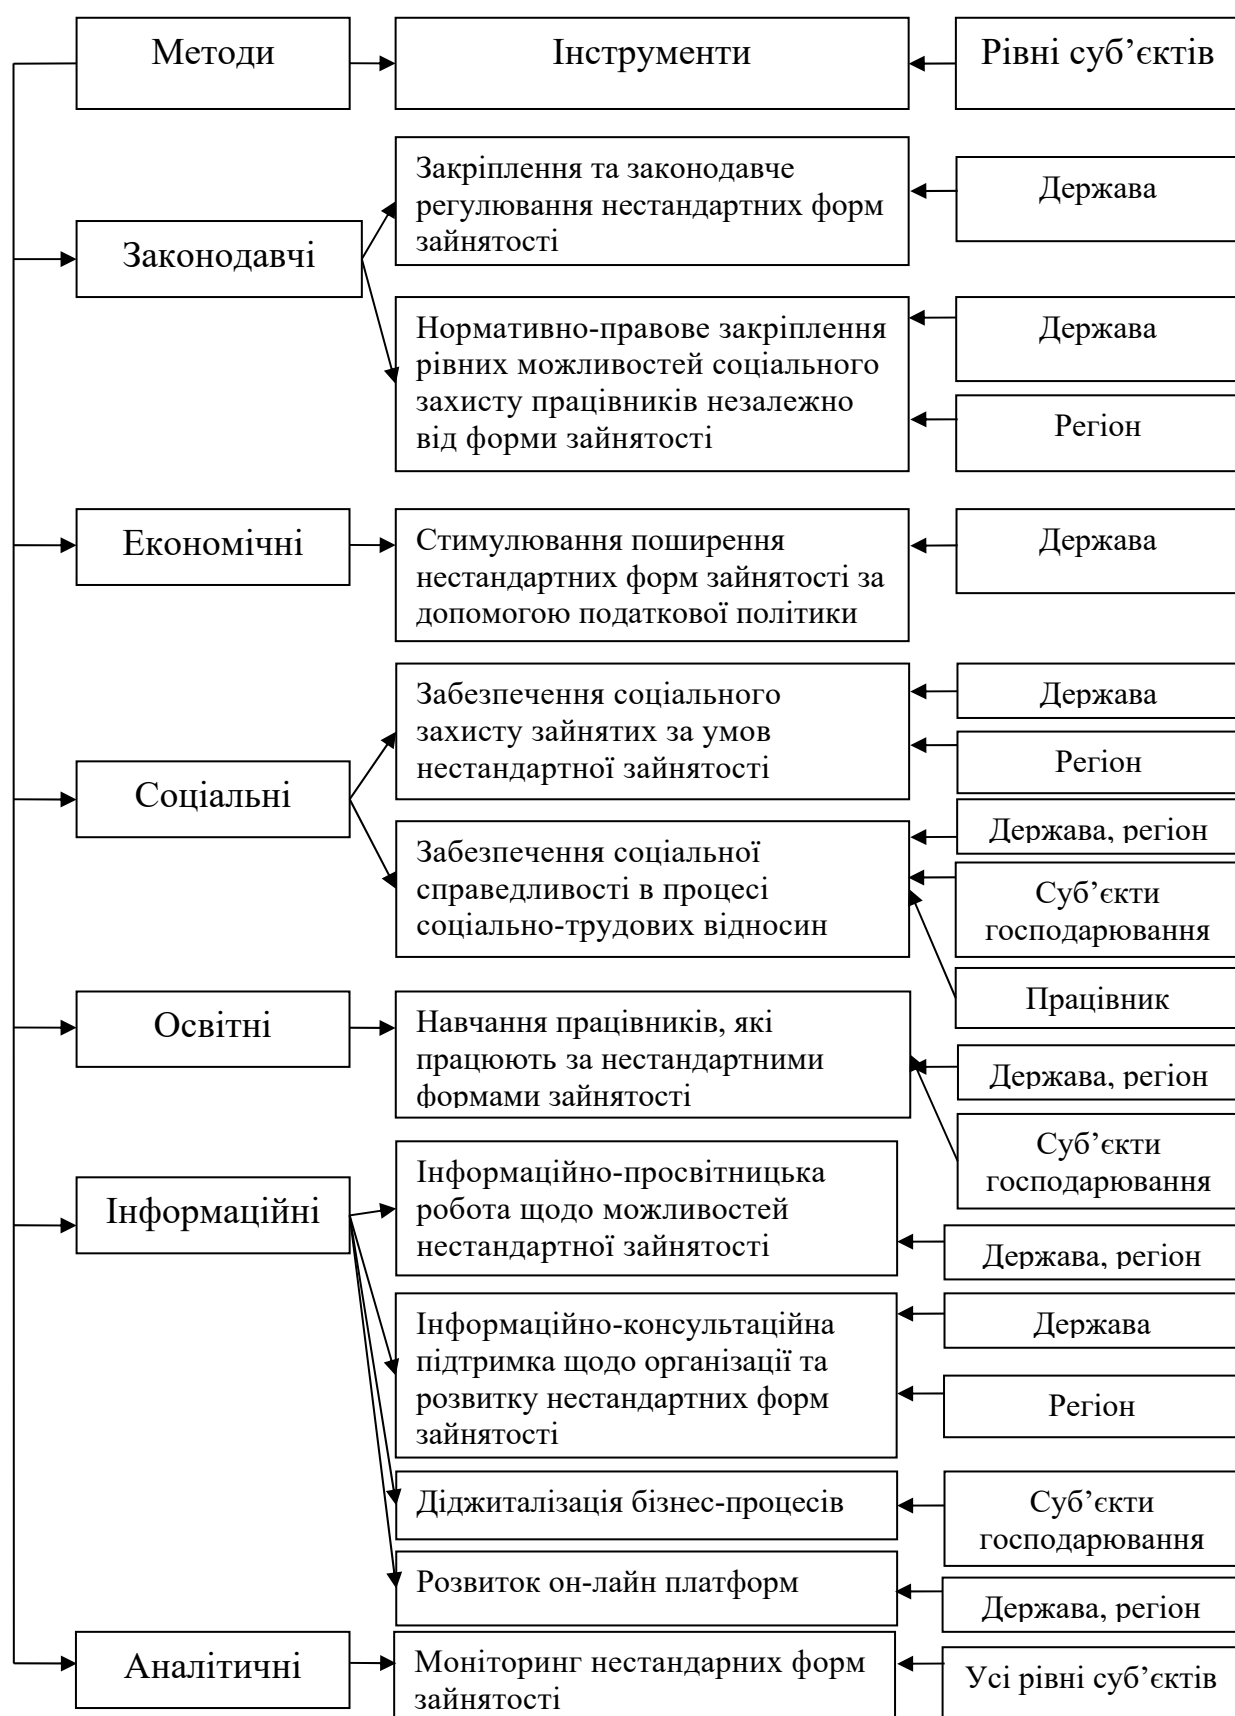 Методи
Інструменти
Рівні суб’єктів
Законодавчі
Закріплення та законодавче
регулювання нестандартних форм
зайнятості
Держава
Нормативно-правове закріплення
рівних можливостей соціального
захисту працівників незалежно
від форми зайнятості
Держава
Регіон
Економічні
Стимулювання поширення
нестандартних форм зайнятості за
допомогою податкової політики
Держава
Соціальні
Забезпечення соціального
захисту зайнятих за умов
нестандартної зайнятості
Держава
Регіон
Забезпечення соціальної
справедливості в процесі
соціально-трудових відносин
Держава, регіон
Суб’єкти
господарювання
Працівник
Освітні
Навчання працівників, які
працюють за нестандартними
формами зайнятості
Держава, регіон
Суб’єкти
господарювання
Інформаційні
Інформаційно-просвітницька
робота щодо можливостей
нестандартної зайнятості
Держава, регіон
Інформаційно-консультаційна
підтримка щодо організації та
розвитку нестандартних форм
зайнятості
Держава
Регіон
Діджиталізація бізнес-процесів
Суб’єкти
господарювання
Розвиток он-лайн платформ
Держава, регіон
Аналітичні
Моніторинг нестандарних форм
зайнятості
Усі рівні суб’єктів